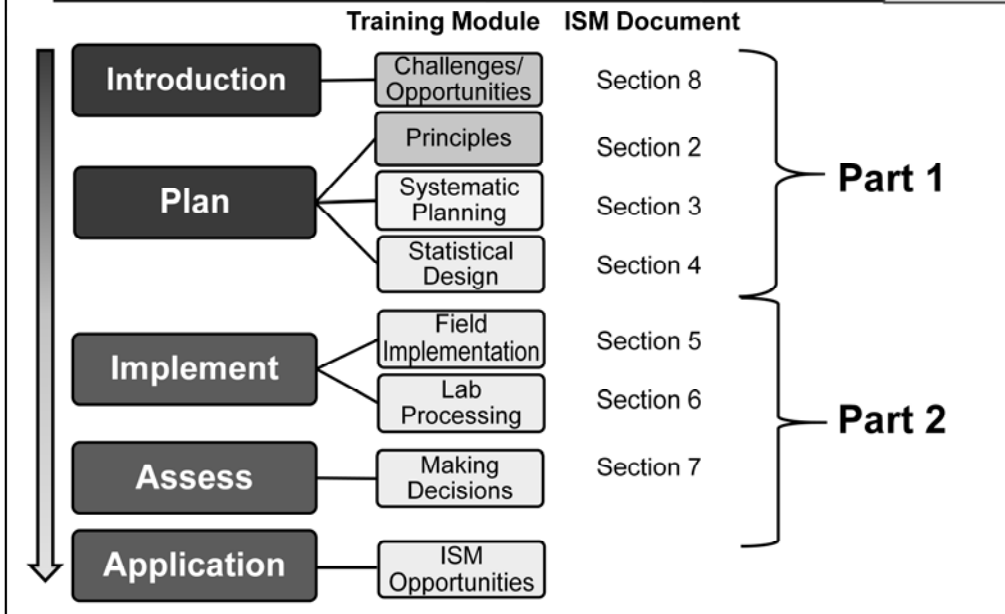 Training Module ISM Document
Introduction
Challenges/
Opportunities
Section 8
Principles
Section 2
Plan
Systematic
Planning
Section 3
Part 1
Statistical
Design
Section 4
Field
Implementation
Section 5
Implement
Lab
Processing
Section 6
Part 2
Assess
Making
Decisions
Section 7
Application
ISM
Opportunities